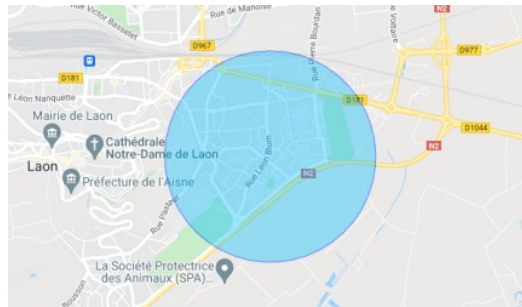 Rue de Manoise
Rue Victor Basselet
D967
Rue Pierre Bourdan
Rue Voltaire
D977
D181
Léon Nanquette
D181
Mairie de Laon
D1044
Cathédrale
Notre-Dame de Laon
N2
Laon
Rue Léon Blum
N2
Préfecture de l'Aisne
Rue Pasteur
N2
La Société Protectrice
des Animaux (SPA)...
Bousson